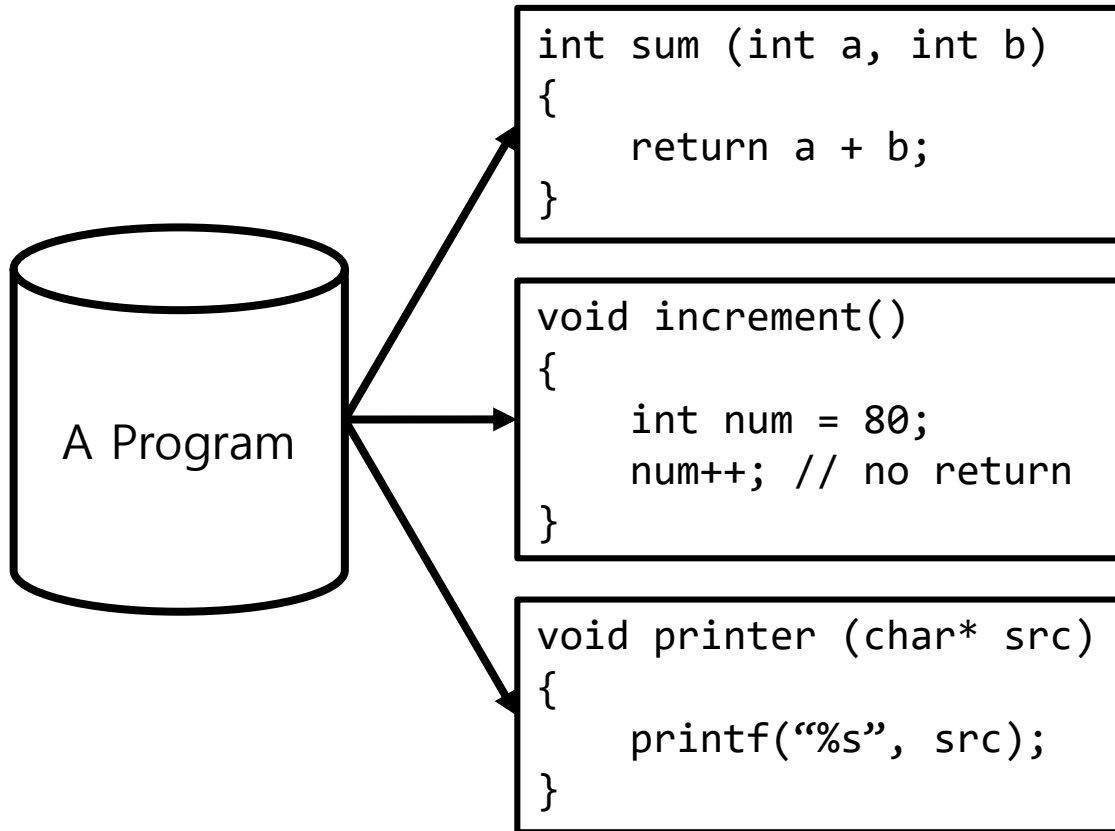 int sum (int a, int b)
{
    return a + b;
}
A Program
void increment()
{
    int num = 80;
    num++; // no return
}
void printer (char* src)
{
    printf(“%s”, src);
}